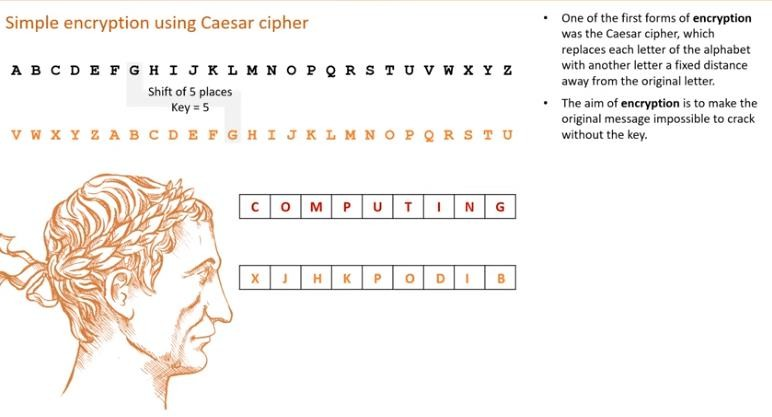 Simple encryption using Caesar cipher
A B C D E F G H I J K L M N O P Q R S T U V W X Y Z
Shift of 5 places
Key = 5
V W X Y Z A B C D E F G H I J K L M N O P Q R S T U
C O M P U T I N G
X J H K P O D I B
• One of the first forms of encryption
was the Caesar cipher, which
replaces each letter of the alphabet
with another letter a fixed distance
away from the original letter.
• The aim of encryption is to make the
original message impossible to crack
without the key.